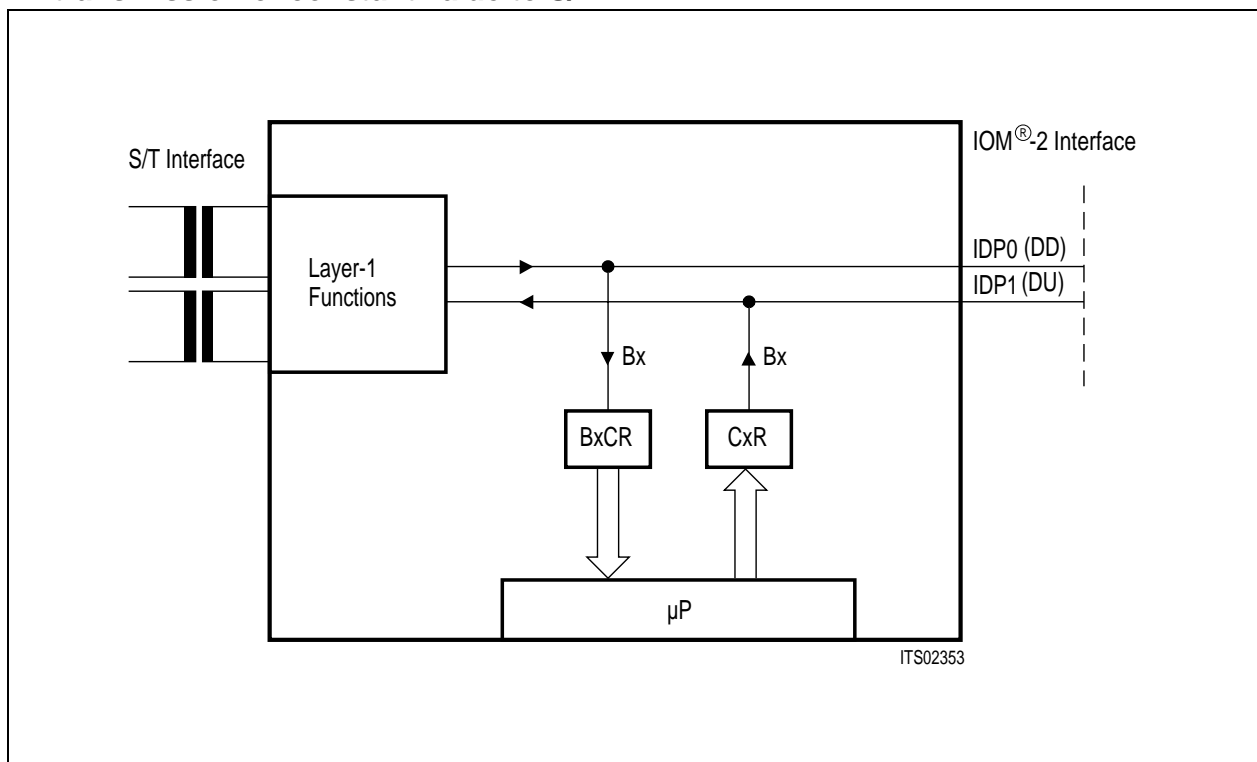 S/T Interface
IOM®-2 Interface
Layer-1
Functions
IDP0 (DD)
IDP1 (DU)
Bx
Bx
BxCR
CxR
µP
ITS02353